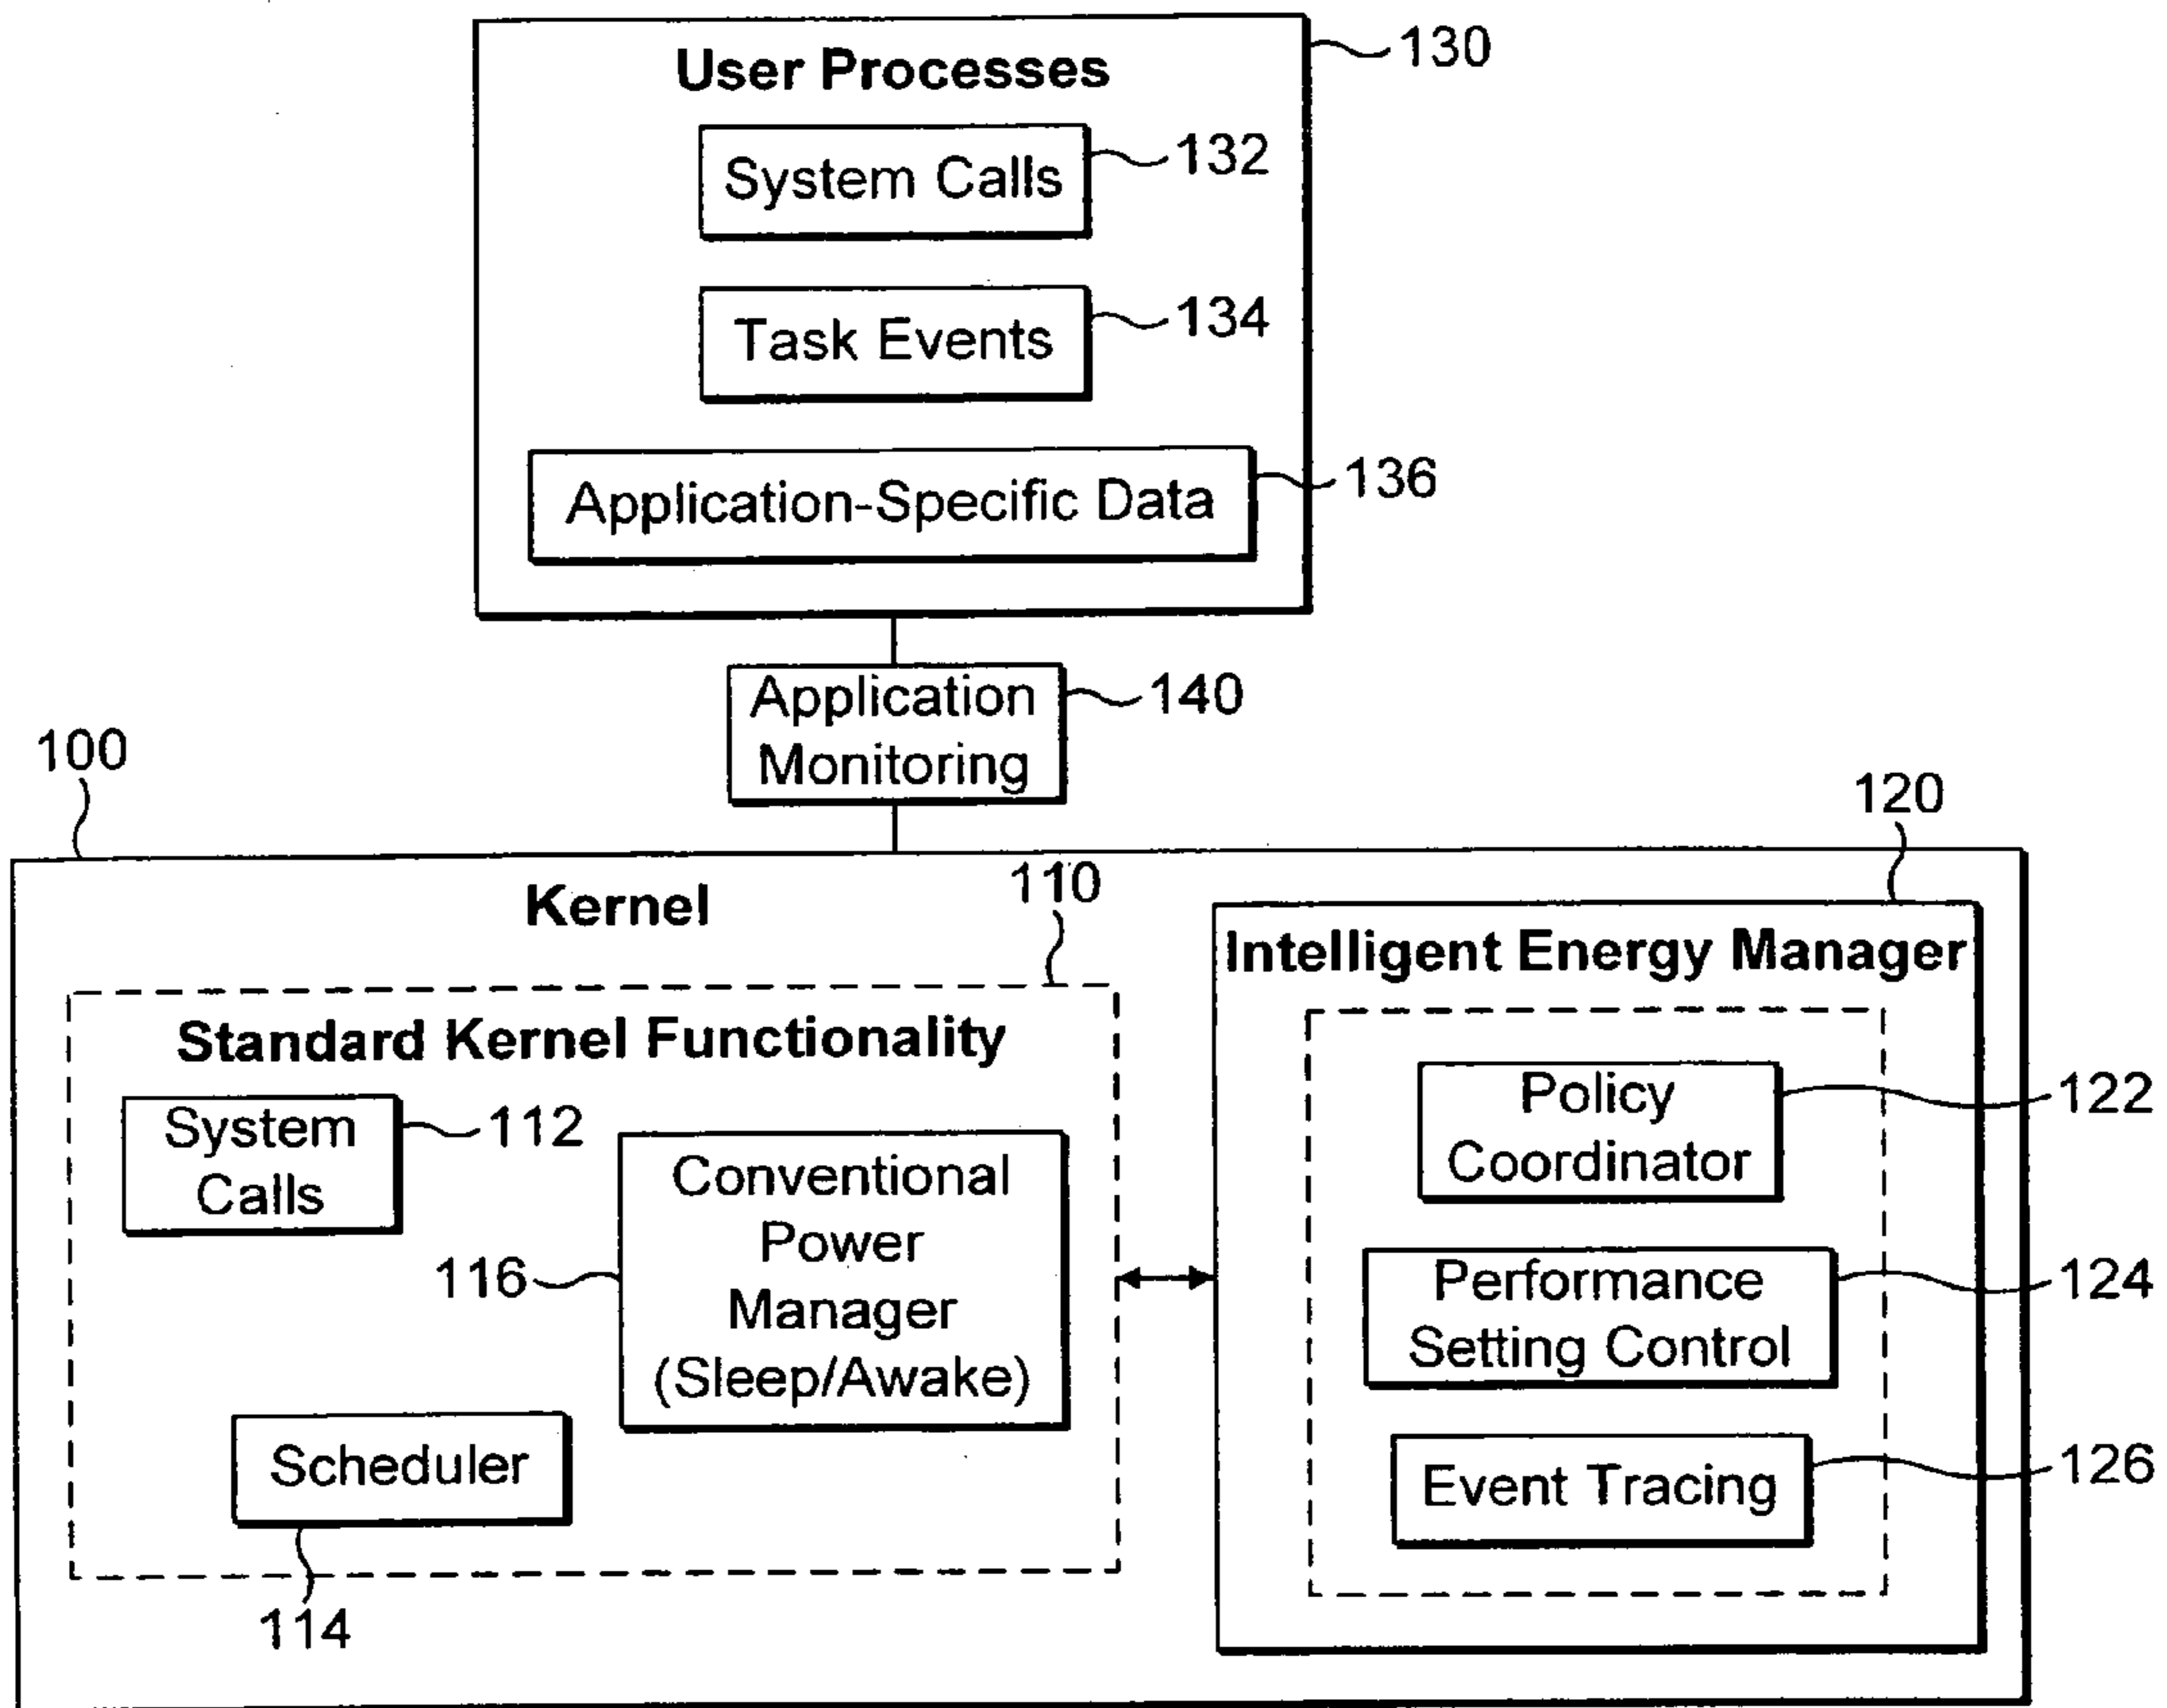 User Processes
130
System Calls
132
Task Events
134
Application-Specific Data
136
Application
Monitoring
140
100
120
Kernel
110
Intelligent Energy Manager
Standard Kernel Functionality
System
Calls
112
Conventional
Power
Manager
(Sleep/Awake)
116
Scheduler
114
Policy
Coordinator
122
Performance
Setting Control
124
Event Tracing
126